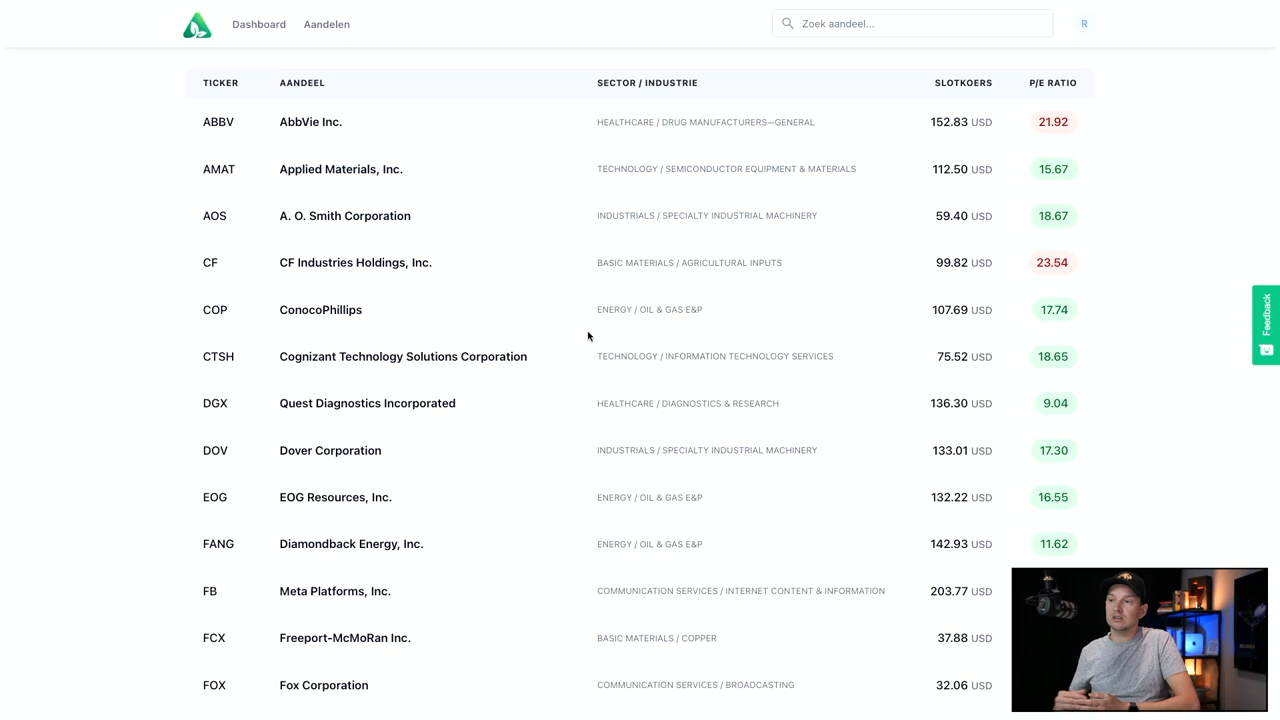 Dashboard Aandelen Zoek aandeel... R
TICKER AANDEEL SECTOR / INDUSTRIE SLOTKOERS P/E RATIO
ABBV AbbVie Inc. HEALTHCARE / DRUG MANUFACTURERS—GENERAL 152.83 USD 21.92
AMAT Applied Materials, Inc. TECHNOLOGY / SEMICONDUCTOR EQUIPMENT & MATERIALS 112.50 USD 15.67
AOS A. O. Smith Corporation INDUSTRIALS / SPECIALTY INDUSTRIAL MACHINERY 59.40 USD 18.67
CF CF Industries Holdings, Inc. BASIC MATERIALS / AGRICULTURAL INPUTS 99.82 USD 23.54
COP ConocoPhillips ENERGY / OIL & GAS E&P 107.69 USD 17.74
Feedback
CTSH Cognizant Technology Solutions Corporation TECHNOLOGY / INFORMATION TECHNOLOGY SERVICES 75.52 USD 18.65
DGX Quest Diagnostics Incorporated HEALTHCARE / DIAGNOSTICS & RESEARCH 136.30 USD 9.04
DOV Dover Corporation INDUSTRIALS / SPECIALTY INDUSTRIAL MACHINERY 133.01 USD 17.30
EOG EOG Resources, Inc. ENERGY / OIL & GAS E&P 132.22 USD 16.55
FANG Diamondback Energy, Inc. ENERGY / OIL & GAS E&P 142.93 USD 11.62
FB Meta Platforms, Inc. COMMUNICATION SERVICES / INTERNET CONTENT & INFORMATION 203.77 USD
FCX Freeport-McMoRan Inc. BASIC MATERIALS / COPPER 37.88 USD
FOX Fox Corporation COMMUNICATION SERVICES / BROADCASTING 32.06 USD